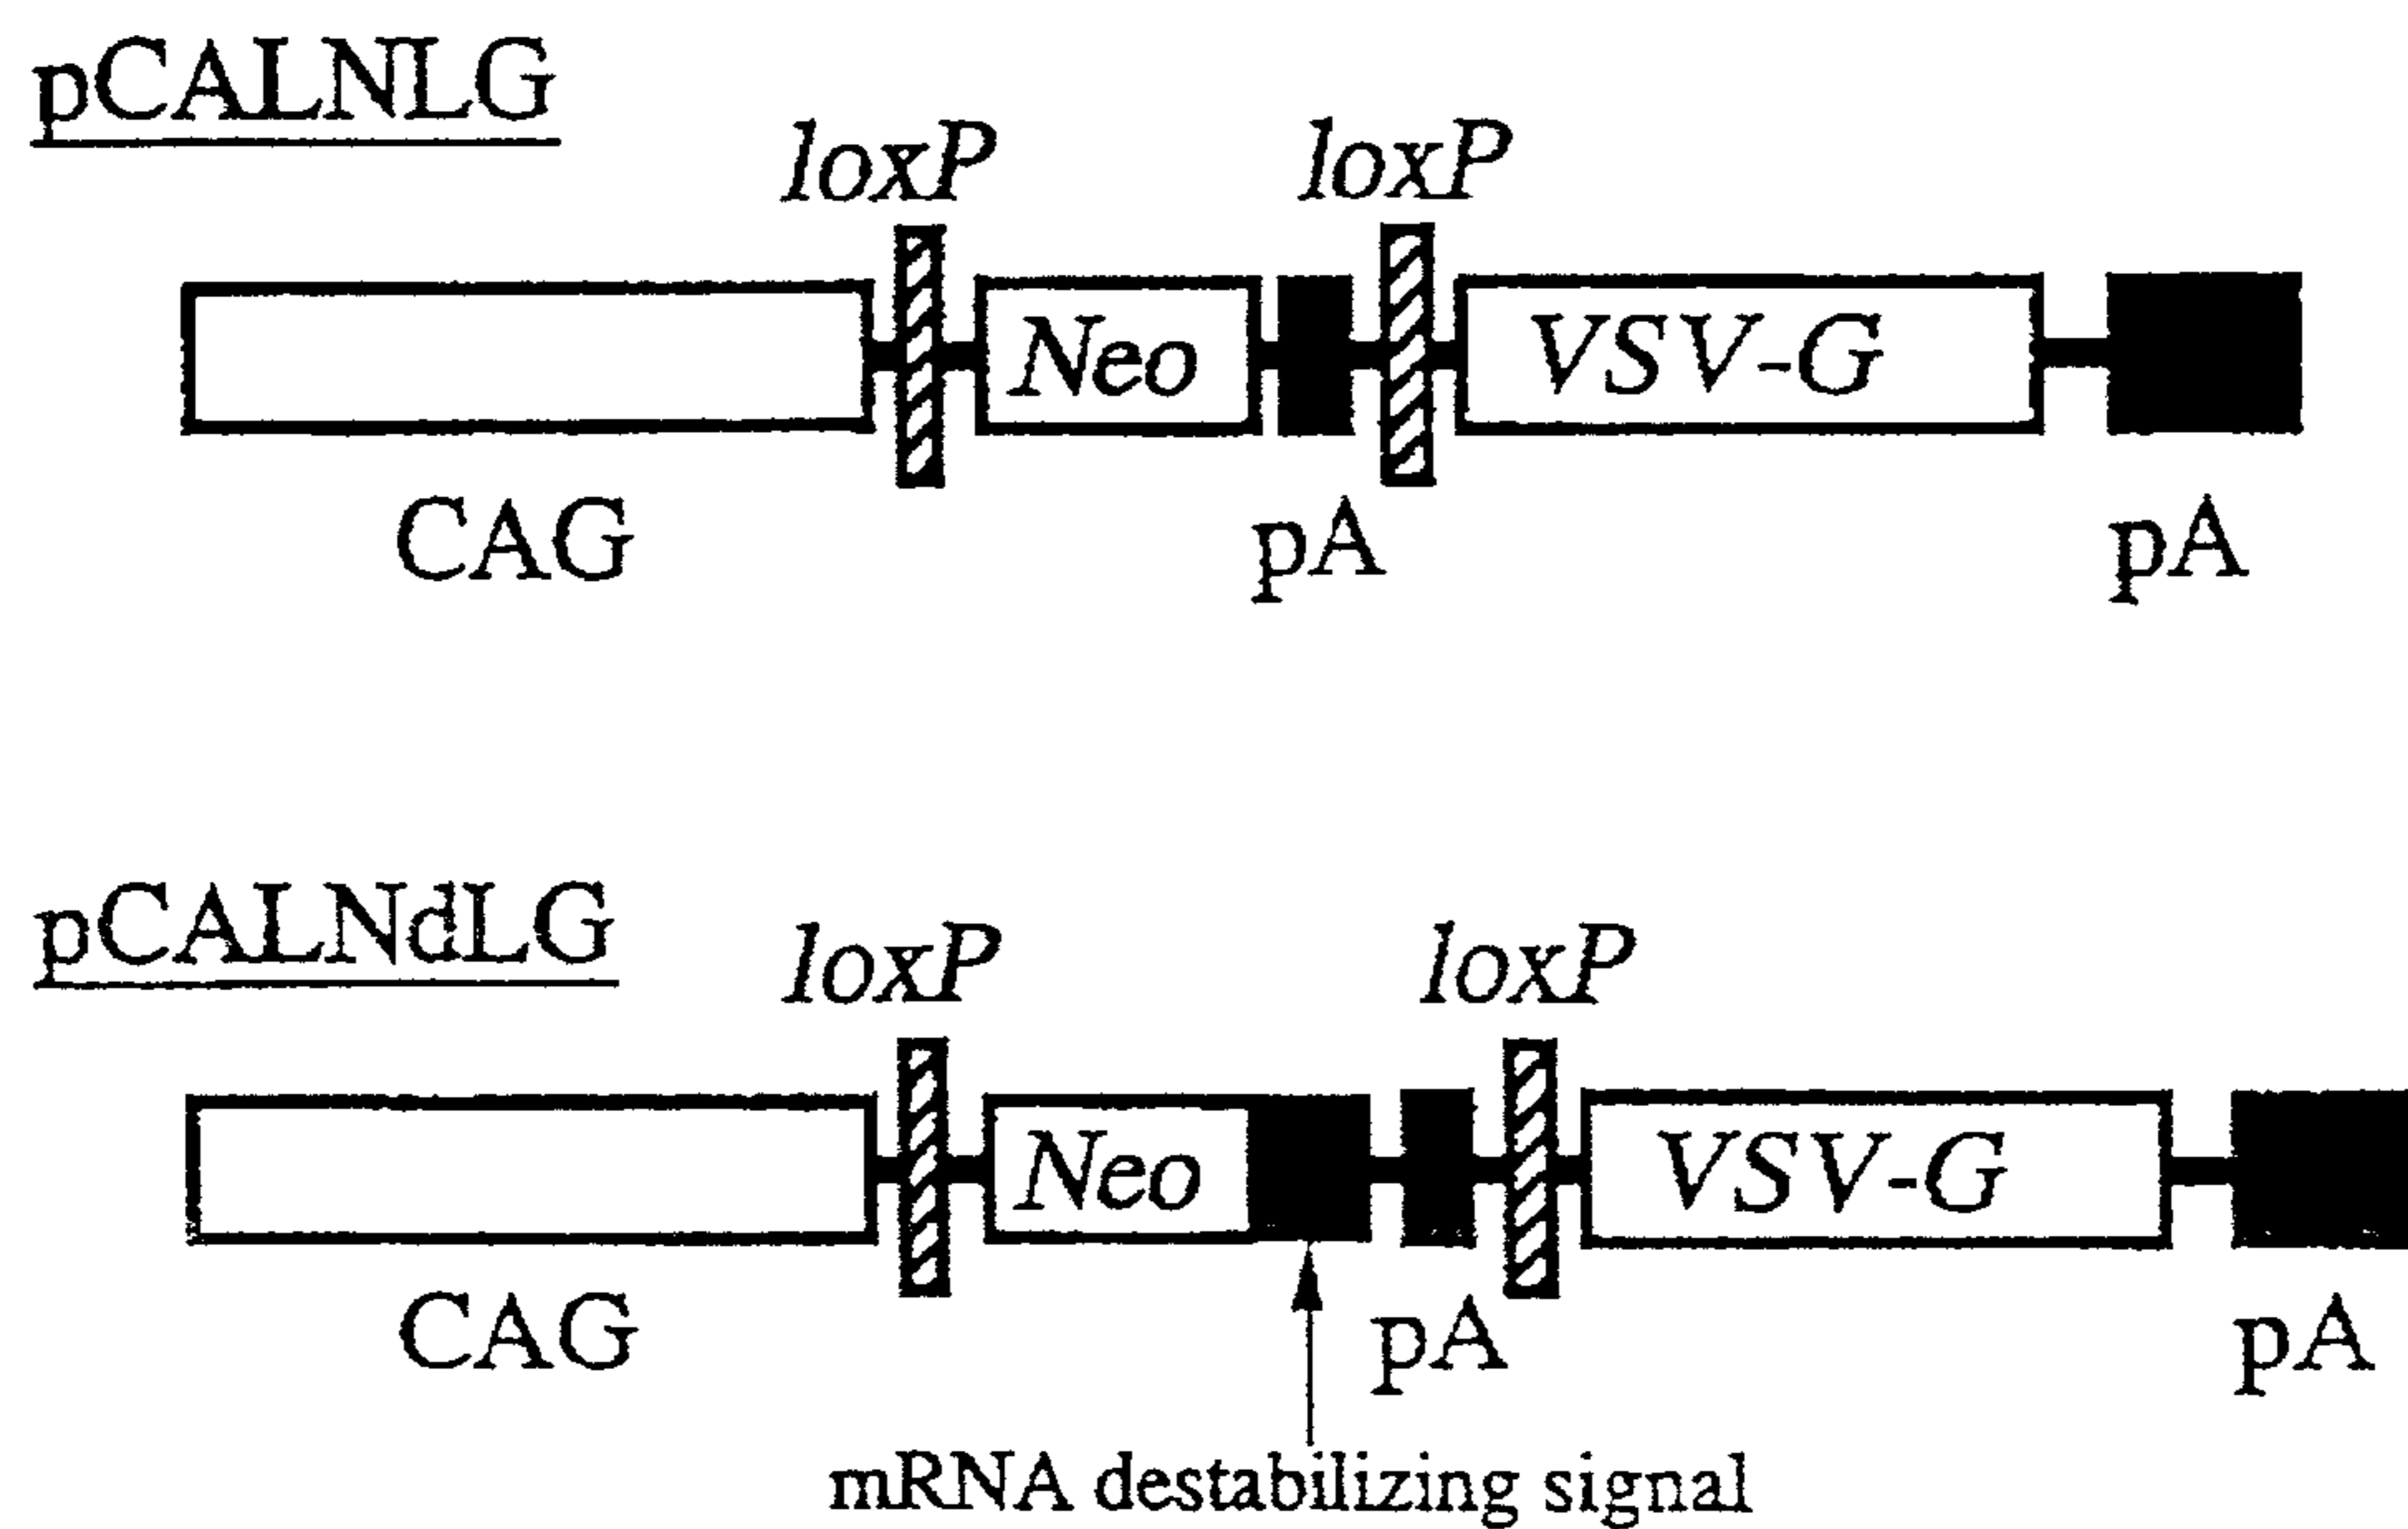 pCALNLG
loxP loxP
Neo VSV-G
CAG pA pA
pCALNdLG
loxP loxP
Neo VSV-G
CAG pA pA
mRNA destabilizing signal